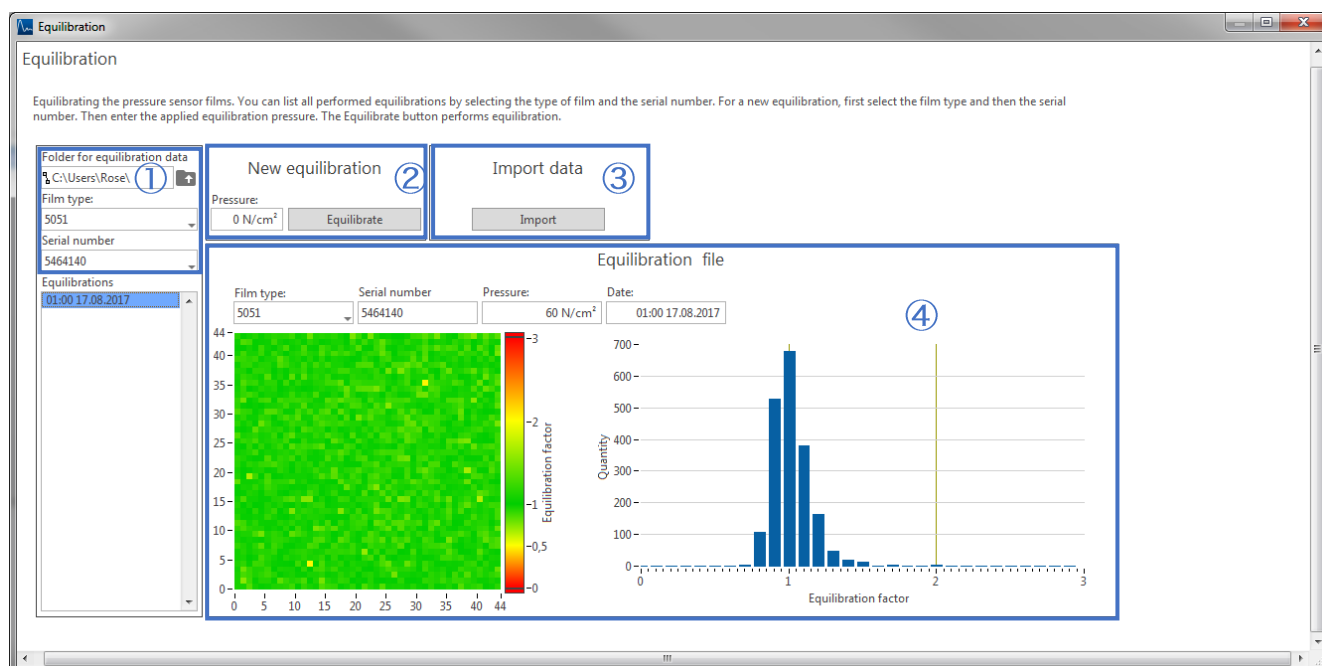 Equilibration
Equilibration
Equilibrating the pressure sensor films. You can list all performed equilibrations by selecting the type of film and the serial number. For a new equilibration, first select the film type and then the serial
number. Then enter the applied equilibration pressure. The Equilibrate button performs equilibration.
Folder for equilibration data
C:\Users\Rose\
①
Film type:
5051
Serial number
5464140
Equilibrations
01:00 17.08.2017
New equilibration
②
Pressure:
0 N/cm²
Equilibrate
Import data
③
Import
Equilibration file
Film type:
5051
Serial number
5464140
Pressure:
60 N/cm²
Date:
01:00 17.08.2017
④
44
40
35
30
25
20
15
10
5
0
0 5 10 15 20 25 30 35 40 44
3
2
1
0,5
0
Equilibration factor
700
600
500
400
300
200
100
0
Quantity
0 1 2 3
Equilibration factor